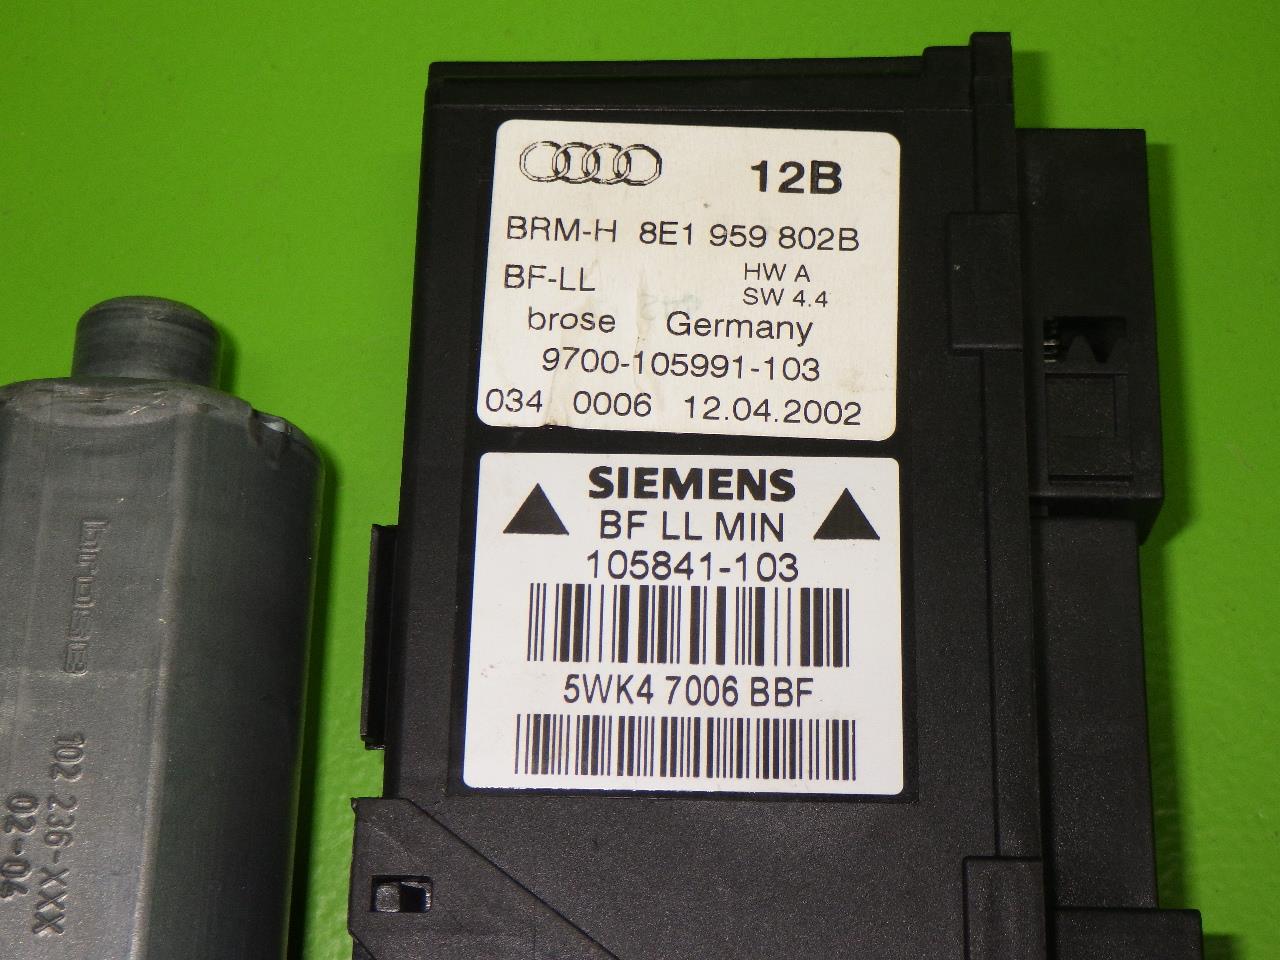 12B
BRM-H 8E1 959 802B
BF-LL HW A
SW 4.4
brose Germany
9700-105991-103
034 0006 12.04.2002
SIEMENS
BF LL MIN
105841-103
5WK4 7006 BBF
brose 102 236-XXX
02-04